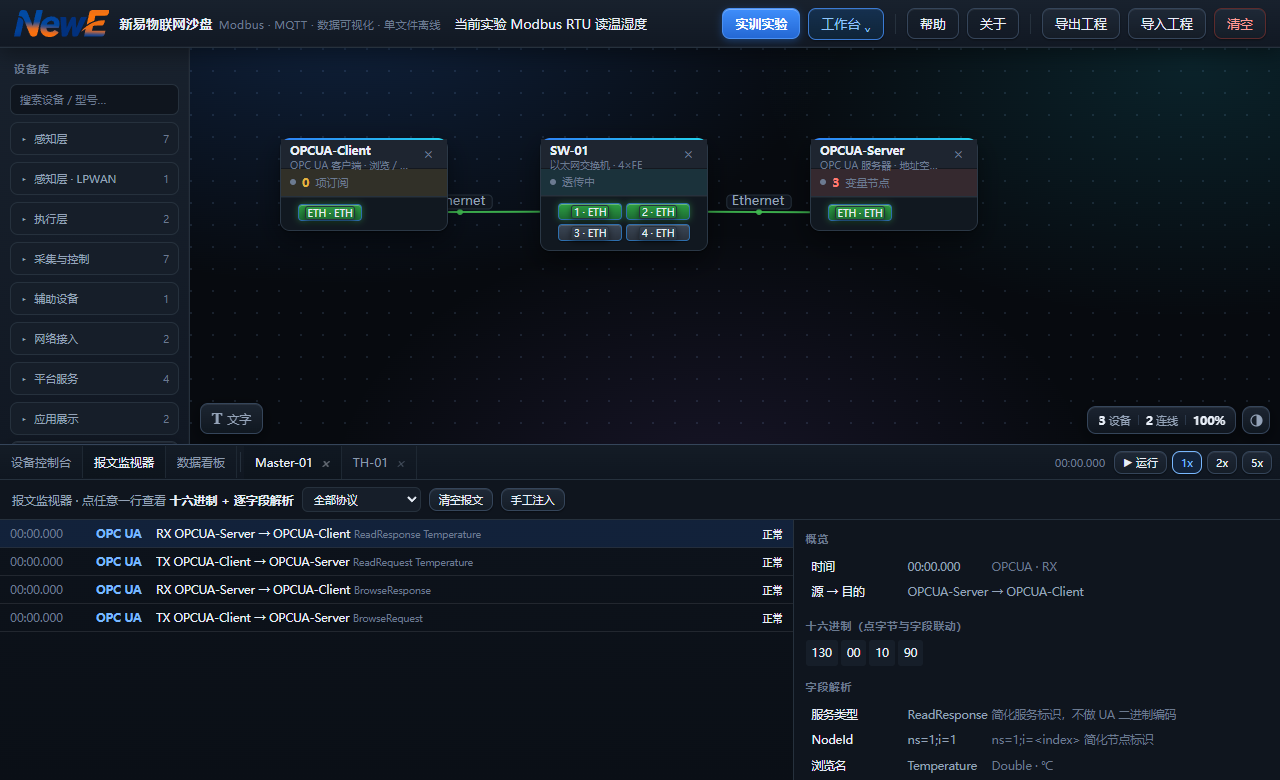 NewE 新易物联网沙盘 Modbus · MQTT · 数据可视化 · 单文件离线 当前实验 Modbus RTU 读温湿度 实训实验 工作台 帮助 关于 导出工程 导入工程 清空
设备库
搜索设备 / 型号...
感知层 7
感知层 · LPWAN 1
执行层 2
采集与控制 7
辅助设备 1
网络接入 2
平台服务 4
应用展示 2
OPCUA-Client ×
OPC UA 客户端 · 浏览 / ...
0 项订阅
ETH · ETH
hernet
SW-01 ×
以太网交换机 · 4×FE
透传中
1 · ETH 2 · ETH
3 · ETH 4 · ETH
Ethernet
OPCUA-Server ×
OPC UA 服务器 · 地址空...
3 变量节点
ETH · ETH
T 文字
3 设备 2 连线 100%
设备控制台 报文监视器 数据看板 Master-01 × TH-01 × 00:00.000 ▶ 运行 1x 2x 5x
报文监视器 · 点任意一行查看 十六进制 + 逐字段解析 全部协议 清空报文 手工注入
00:00.000 OPC UA RX OPCUA-Server → OPCUA-Client ReadResponse Temperature 正常
00:00.000 OPC UA TX OPCUA-Client → OPCUA-Server ReadRequest Temperature 正常
00:00.000 OPC UA RX OPCUA-Server → OPCUA-Client BrowseResponse 正常
00:00.000 OPC UA TX OPCUA-Client → OPCUA-Server BrowseRequest 正常
概览
时间 00:00.000 OPCUA · RX
源 → 目的 OPCUA-Server → OPCUA-Client
十六进制（点字节与字段联动）
130 00 10 90
字段解析
服务类型 ReadResponse 简化服务标识，不做 UA 二进制编码
NodeId ns=1;i=1 ns=1;i=<index> 简化节点标识
浏览名 Temperature Double · ℃